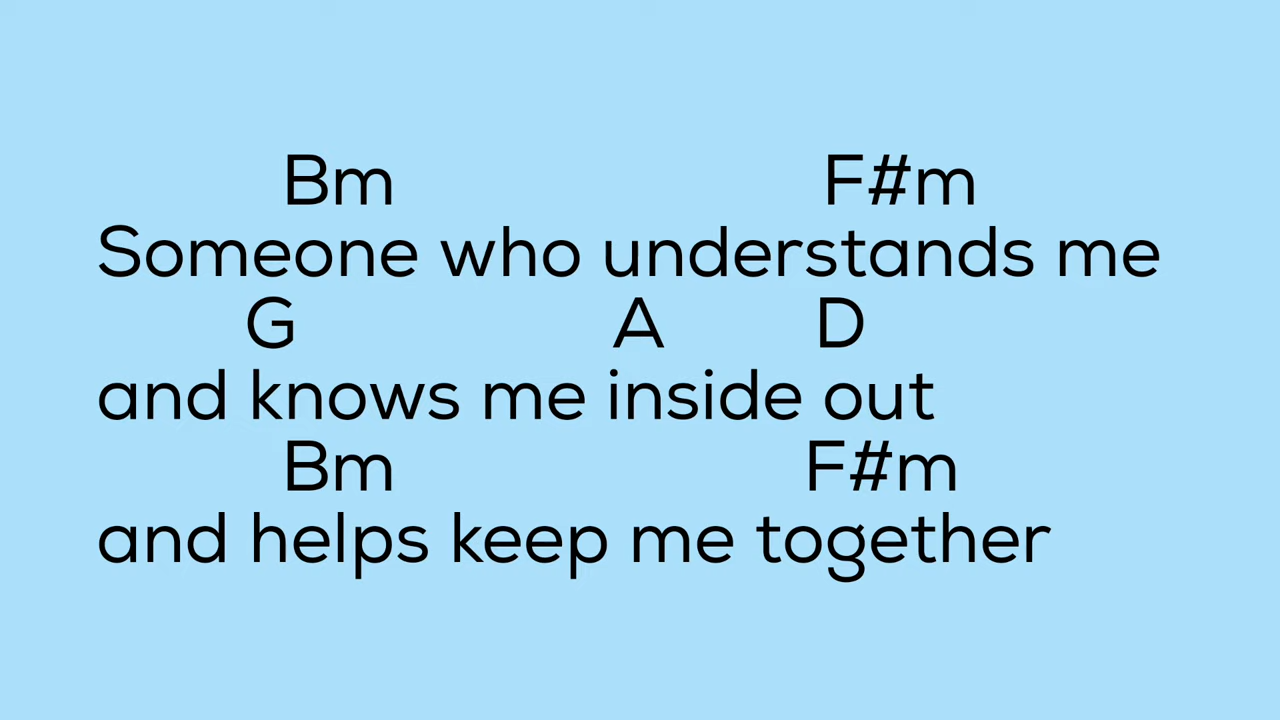 Bm F#m
Someone who understands me
G A D
and knows me inside out
Bm F#m
and helps keep me together